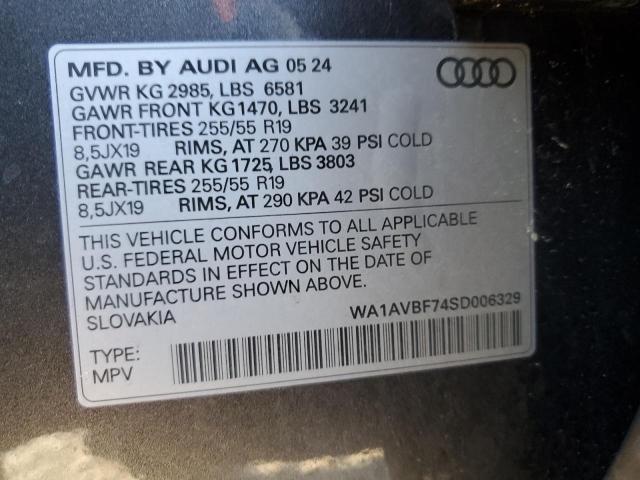 MFD. BY AUDI AG 05 24
GVWR KG 2985, LBS 6581
GAWR FRONT KG1470, LBS 3241
FRONT-TIRES 255/55 R19
8,5JX19 RIMS, AT 270 KPA 39 PSI COLD
GAWR REAR KG 1725, LBS 3803
REAR-TIRES 255/55 R19
8,5JX19 RIMS, AT 290 KPA 42 PSI COLD
THIS VEHICLE CONFORMS TO ALL APPLICABLE
U.S. FEDERAL MOTOR VEHICLE SAFETY
STANDARDS IN EFFECT ON THE DATE OF
MANUFACTURE SHOWN ABOVE.
SLOVAKIA WA1AVBF74SD006329
TYPE:
MPV